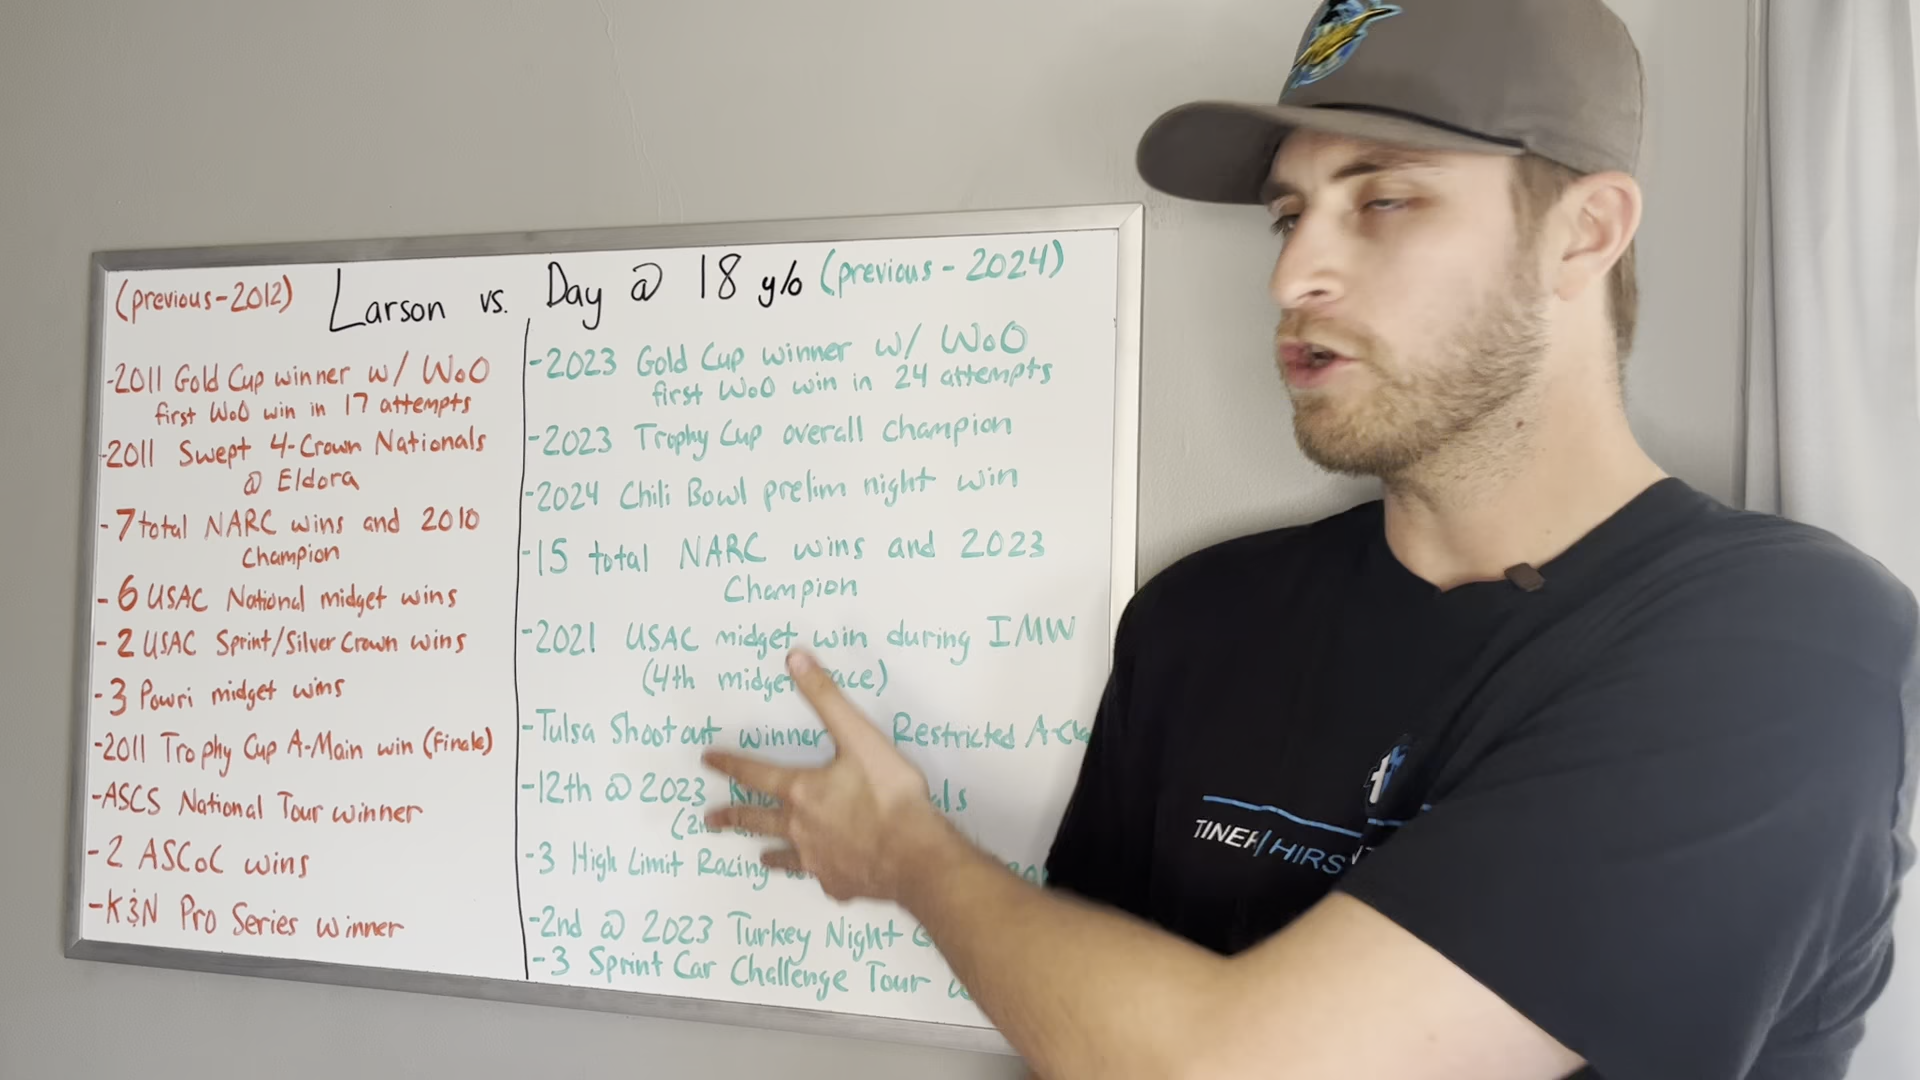 (previous-2012) Larson vs. Day @ 18 y/o (previous - 2024)
-2011 Gold Cup winner w/ WoO
first WoO win in 17 attempts
-2011 Swept 4-Crown Nationals
@ Eldora
-7 total NARC wins and 2010
Champion
-6 USAC National midget wins
-2 USAC Sprint/Silver Crown wins
-3 Powri midget wins
-2011 Trophy Cup A-Main win (Finale)
-ASCS National Tour winner
-2 ASCoC wins
-K&N Pro Series winner
-2023 Gold Cup winner w/ WoO
first WoO win in 24 attempts
-2023 Trophy Cup overall champion
-2024 Chili Bowl prelim night win
-15 total NARC wins and 2023
Champion
-2021 USAC midget win during IMW
(4th midget
-Tulsa Shootout winner Restricted
-12th @ 2023
-3 High Limit Racing
-2nd @ 2023 Turkey Night
-3 Sprint Car Challenge Tour
TINER/HIRS